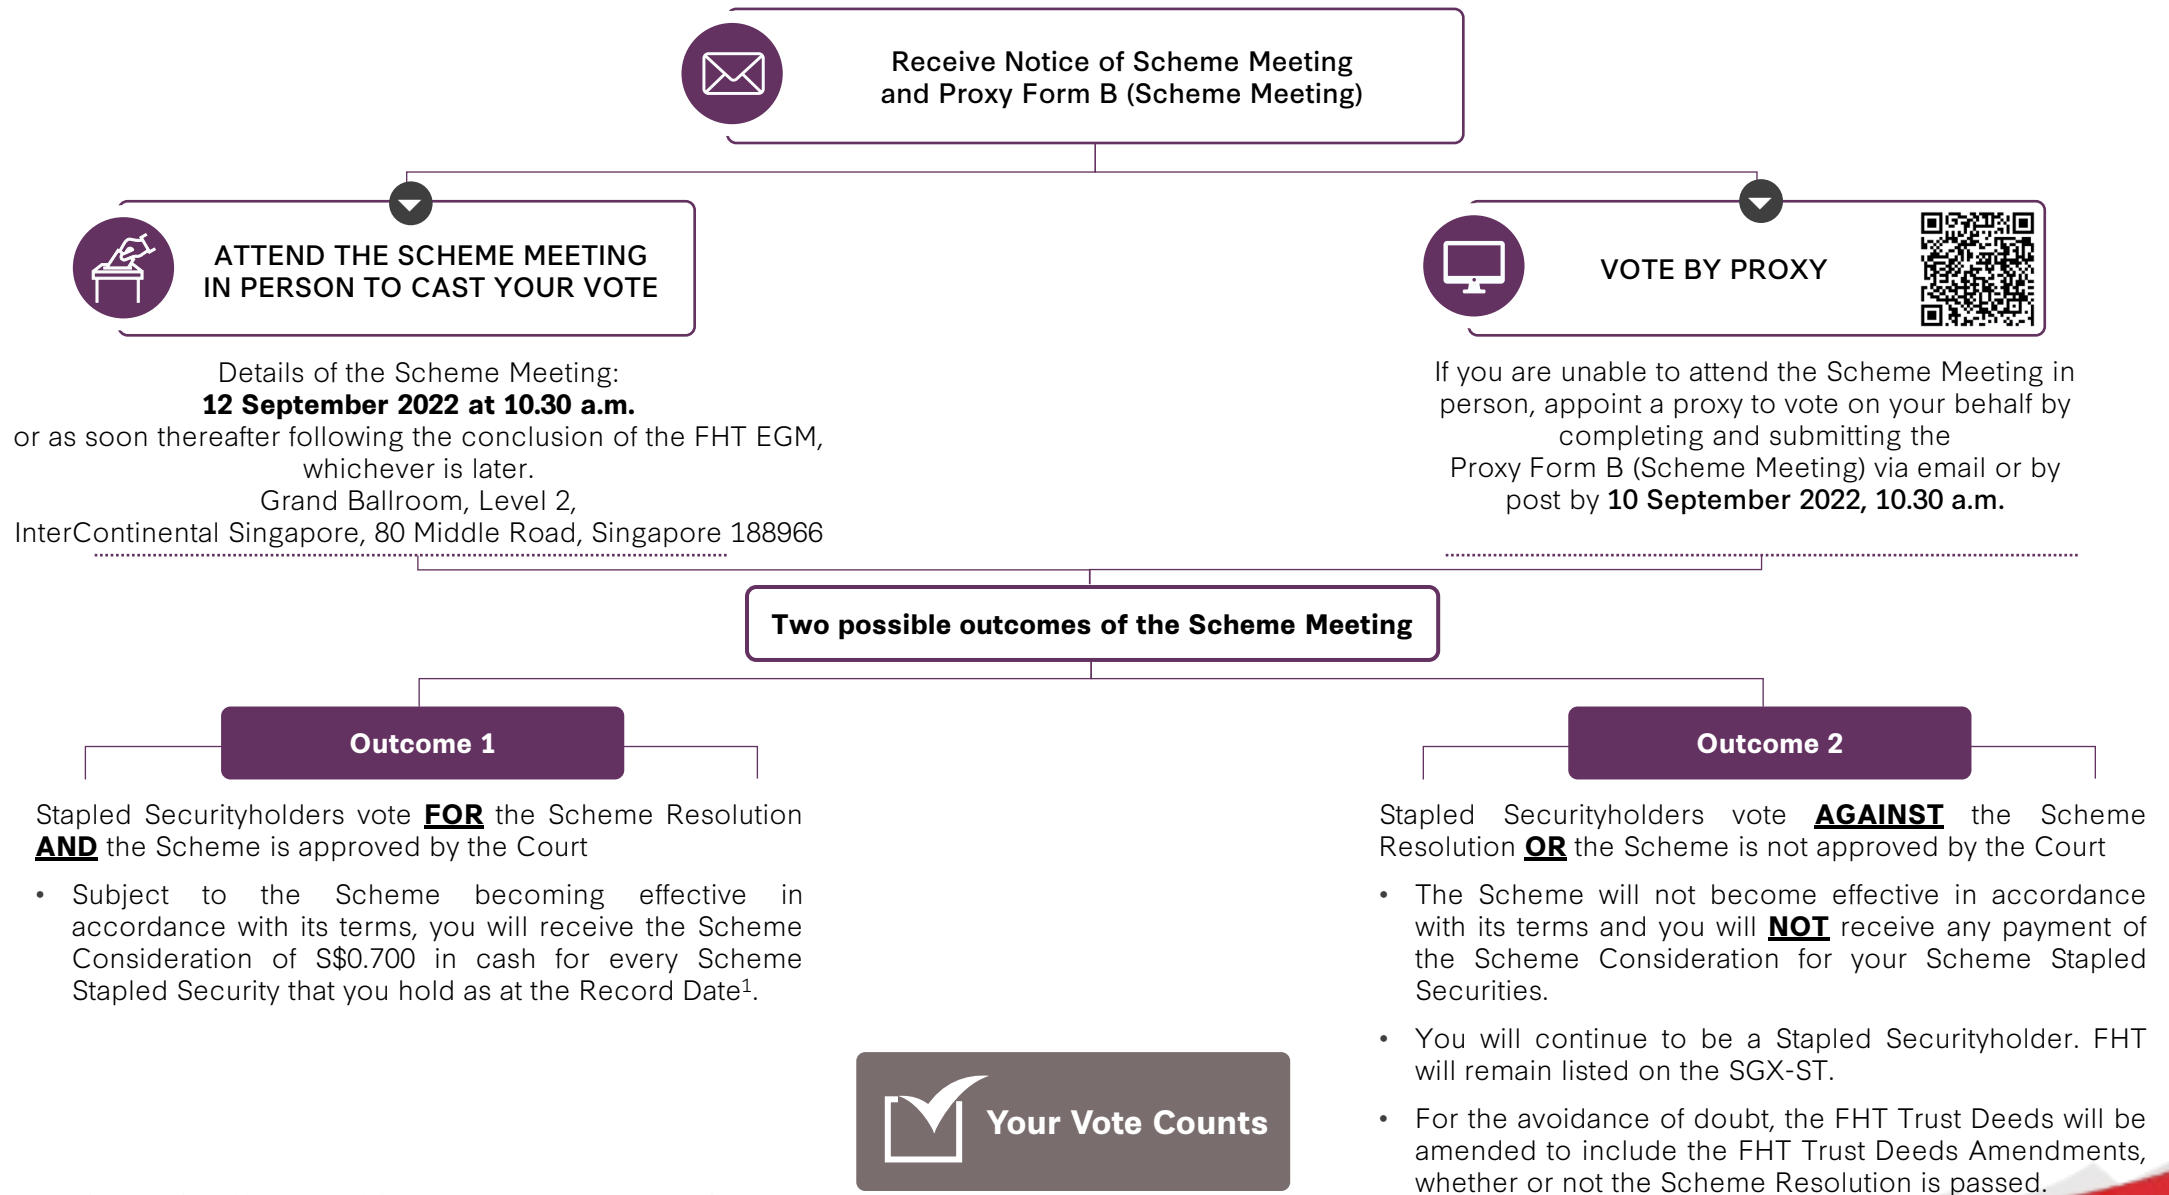 Receive Notice of Scheme Meeting
and Proxy Form B (Scheme Meeting)
ATTEND THE SCHEME MEETING
IN PERSON TO CAST YOUR VOTE
Details of the Scheme Meeting:
12 September 2022 at 10.30 a.m.
or as soon thereafter following the conclusion of the FHT EGM,
whichever is later.
Grand Ballroom, Level 2,
InterContinental Singapore, 80 Middle Road, Singapore 188966
VOTE BY PROXY
If you are unable to attend the Scheme Meeting in
person, appoint a proxy to vote on your behalf by
completing and submitting the
Proxy Form B (Scheme Meeting) via email or by
post by 10 September 2022, 10.30 a.m.
Two possible outcomes of the Scheme Meeting
Outcome 1
Stapled Securityholders vote FOR the Scheme Resolution
AND the Scheme is approved by the Court
• Subject to the Scheme becoming effective in
accordance with its terms, you will receive the Scheme
Consideration of S$0.700 in cash for every Scheme
Stapled Security that you hold as at the Record Date¹.
Outcome 2
Stapled Securityholders vote AGAINST the Scheme
Resolution OR the Scheme is not approved by the Court
• The Scheme will not become effective in accordance
with its terms and you will NOT receive any payment of
the Scheme Consideration for your Scheme Stapled
Securities.
• You will continue to be a Stapled Securityholder. FHT
will remain listed on the SGX-ST.
• For the avoidance of doubt, the FHT Trust Deeds will be
amended to include the FHT Trust Deeds Amendments,
whether or not the Scheme Resolution is passed.
Your Vote Counts